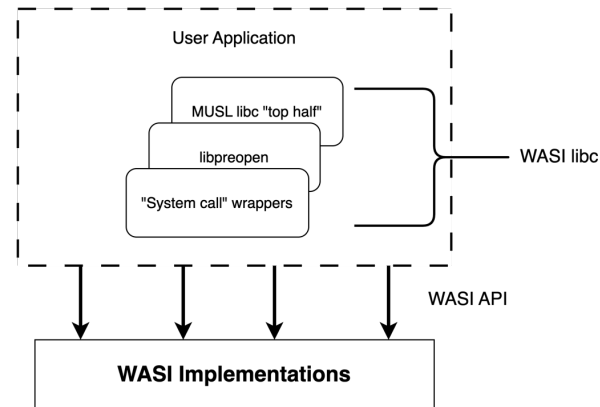 User Application
MUSL libc "top half"
libpreopen
"System call" wrappers
WASI libc
WASI API
WASI Implementations